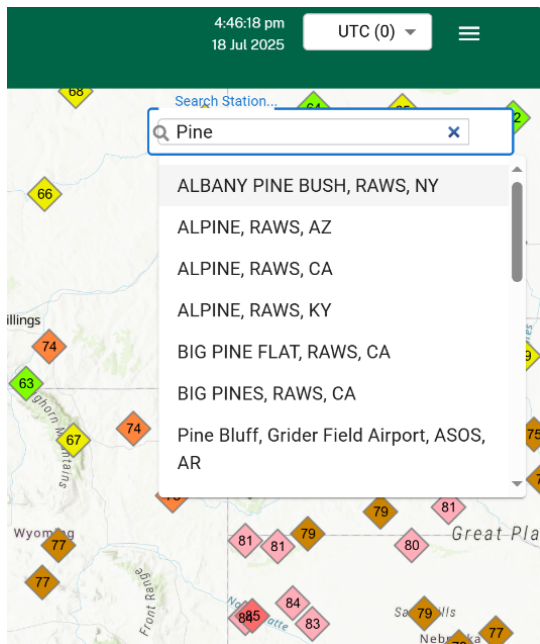 4:46:18 pm
18 Jul 2025
UTC (0)
68
Search Station...
64
2
Pine
66
ALBANY PINE BUSH, RAWS, NY
ALPINE, RAWS, AZ
ALPINE, RAWS, CA
ALPINE, RAWS, KY
illings
74
9
BIG PINE FLAT, RAWS, CA
63
BIG PINES, RAWS, CA
74
67
Pine Bluff, Grider Field Airport, ASOS,
AR
75
79
81
Wyoming
77
81
81
79
80
Great Pla
77
Front Range
84
85
83
79
77